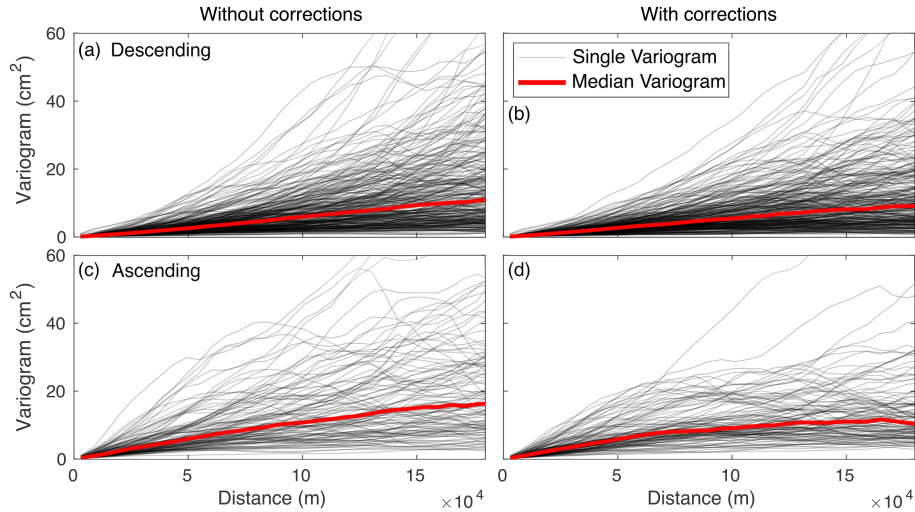 Without corrections
With corrections
(a) Descending
60
40
20
0
Variogram (cm²)
(b)
Single Variogram
Median Variogram
(c) Ascending
60
40
20
0
Variogram (cm²)
(d)
5 10 15
Distance (m)
×10⁴
5 10 15
Distance (m)
×10⁴